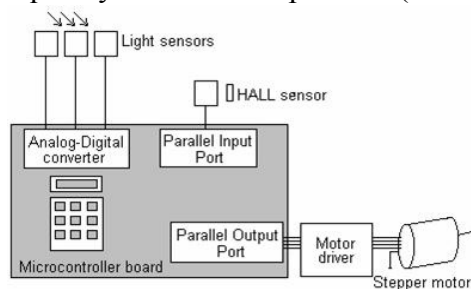 Light sensors
HALL sensor
Analog-Digital
converter
Parallel Input
Port
Parallel Output
Port
Motor
driver
Microcontroller board
Stepper motor